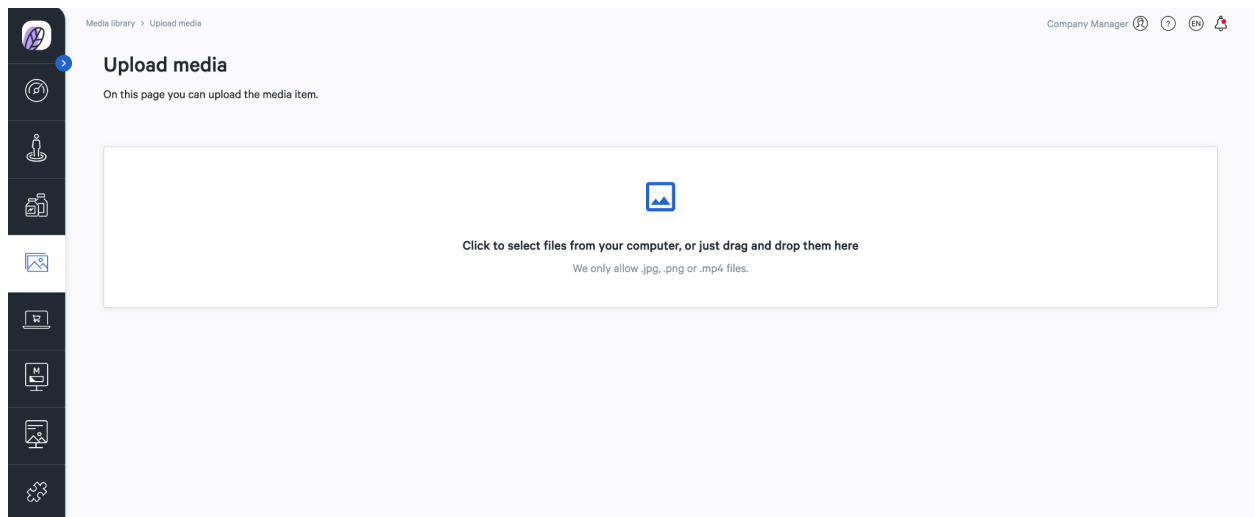 Media library > Upload media
Company Manager
?
EN
Upload media
On this page you can upload the media item.
Click to select files from your computer, or just drag and drop them here
We only allow .jpg, .png or .mp4 files.
M